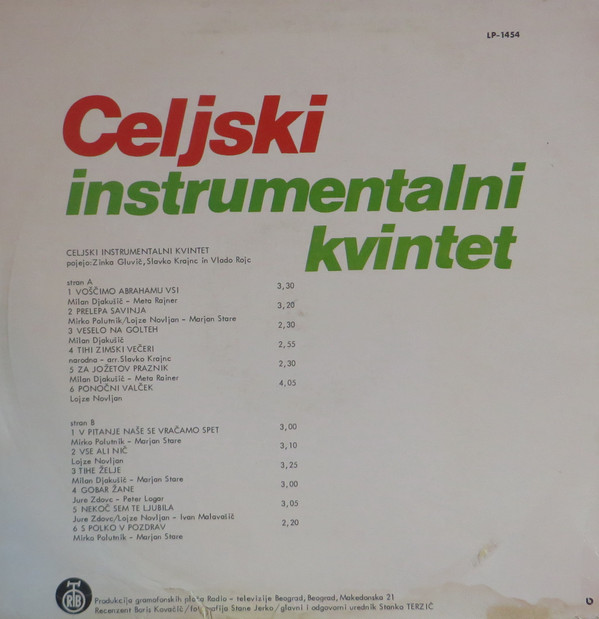 LP-1454
Celjski
instrumentalni
kvintet
CELJSKI INSTRUMENTALNI KVINTET
pojejo: Zinka Gluvič, Slavko Krajnc in Vlado Rojc
stran A
1 VOŠČIMO ABRAHAMU VSI 3,30
Milan Djakušič - Meta Rajner
2 PRELEPA SAVINJA 3,20
Mirko Polutnik/Lojze Novljan - Marjan Stare
3 VESELO NA GOLTEH 2,30
Milan Djakušič
4 TIHI ZIMSKI VEČERI 2,55
narodna - arr. Slavko Krajnc
5 ZA JOŽETOV PRAZNIK 2,30
Milan Djakušič - Meta Rainer
6 PONOČNI VALČEK 4,05
Lojze Novljan
stran B
1 V PITANJE NAŠE SE VRAČAMO SPET 3,00
Mirko Polutnik - Marjan Stare
2 VSE ALI NIČ 3,10
Lojze Novljan
3 TIHE ŽELJE 3,25
Milan Djakušič - Marjan Stare
4 GOBAR ŽANE 3,00
Jure Zdovc - Peter Logar
5 NEKOČ SEM TE LJUBILA 3,05
Jure Zdovc/Lojze Novljan - Ivan Malavašič
6 S POLKO V POZDRAV 2,20
Mirko Polutnik - Marjan Stare
RTB
Produkcija gramofonskih ploča Radio - televizije Beograd, Beograd, Makedonska 21
Recenzent Boris Kovačič/fotografija Stane Jerko/glavni i odgovorni urednik Stanko TERZIĆ